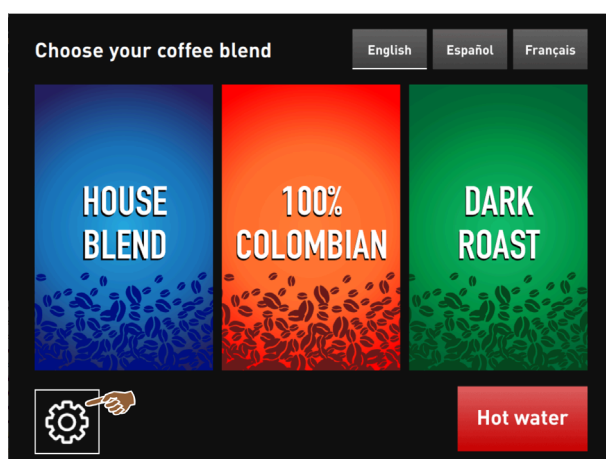 Choose your coffee blend
English
Español
Français
HOUSE
BLEND
100%
COLOMBIAN
DARK
ROAST
Hot water